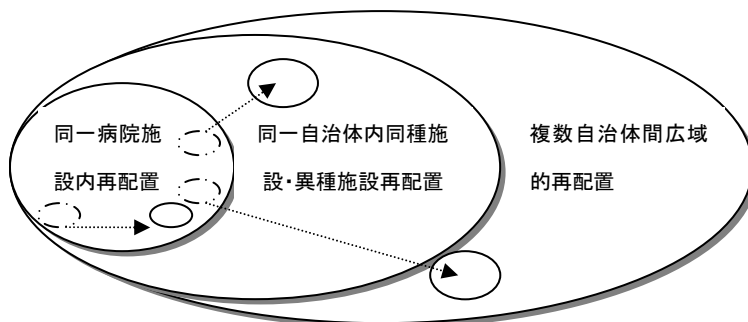 同一病院施
設内再配置
同一自治体内同種施
設・異種施設再配置
複数自治体間広域
的再配置